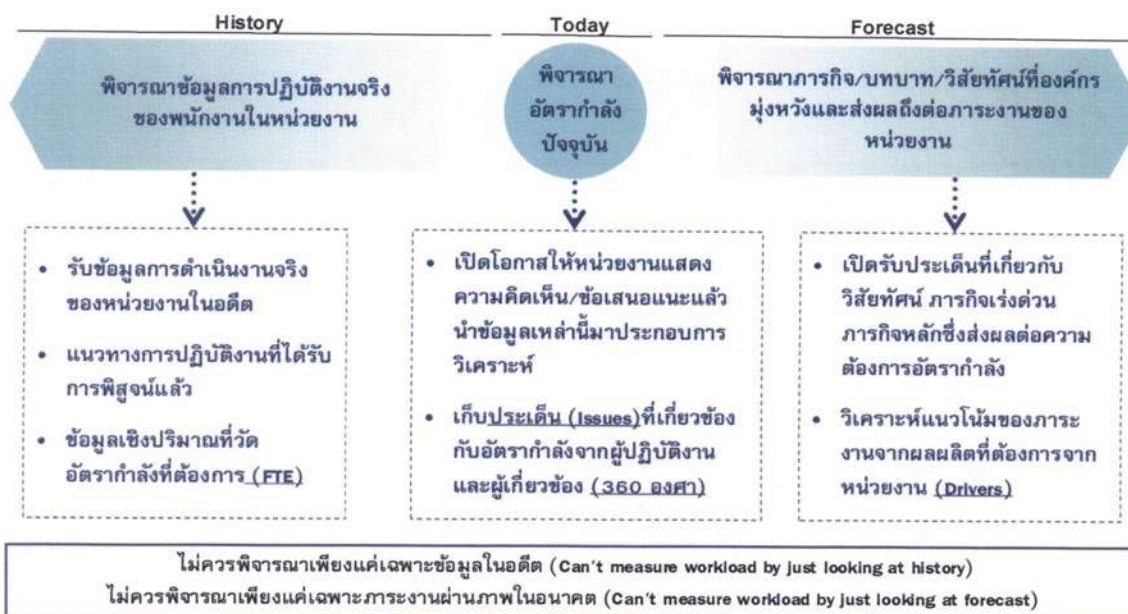 History
Today
Forecast
พิจารณาข้อมูลการปฏิบัติงานจริง
ของพนักงานในหน่วยงาน
พิจารณา
อัตรากำลัง
ปัจจุบัน
พิจารณาภารกิจ/บทบาท/วิสัยทัศน์ที่องค์กร
มุ่งหวังและส่งผลถึงต่อภาระงานของ
หน่วยงาน
• รับข้อมูลการดำเนินงานจริง
ของหน่วยงานในอดีต
• แนวทางการปฏิบัติงานที่ได้รับ
การพิสูจน์แล้ว
• ข้อมูลเชิงปริมาณที่วัด
อัตรากำลังที่ต้องการ (FTE)
• เปิดโอกาสให้หน่วยงานแสดง
ความคิดเห็น/ข้อเสนอแนะแล้ว
นำข้อมูลเหล่านี้มาประกอบการ
วิเคราะห์
• เก็บประเด็น (Issues)ที่เกี่ยวข้อง
กับอัตรากำลังจากผู้ปฏิบัติงาน
และผู้เกี่ยวข้อง (360 องศา)
• เปิดรับประเด็นที่เกี่ยวกับ
วิสัยทัศน์ ภารกิจเร่งด่วน
ภารกิจหลักซึ่งส่งผลต่อความ
ต้องการอัตรากำลัง
• วิเคราะห์แนวโน้มของภาระ
งานจากผลผลิตที่ต้องการจาก
หน่วยงาน (Drivers)
ไม่ควรพิจารณาเพียงแค่เฉพาะข้อมูลในอดีต (Can't measure workload by just looking at history)
ไม่ควรพิจารณาเพียงแค่เฉพาะภาระงานผ่านภาพในอนาคต (Can't measure workload by just looking at forecast)